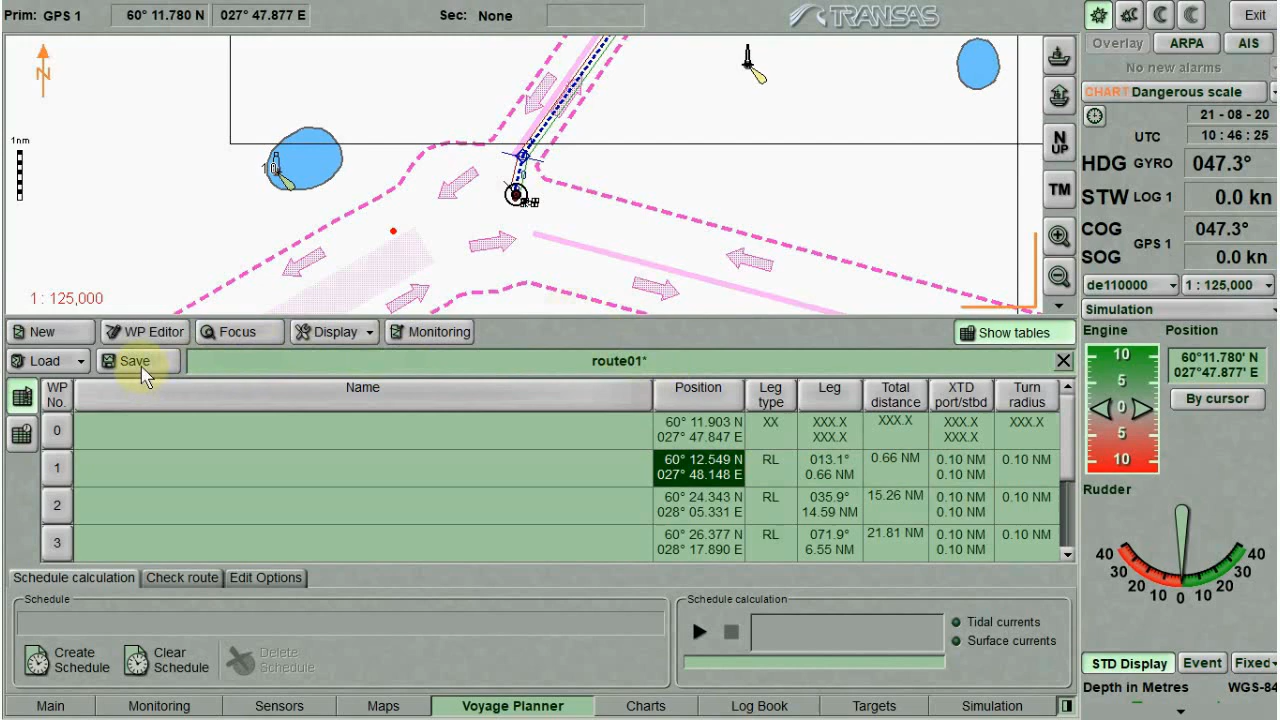 Prim: GPS 1 60° 11.780 N 027° 47.877 E Sec: None TRANSAS Exit
Overlay ARPA AIS
No new alarms
CHART Dangerous scale
21 - 08 - 20
UTC 10 : 46 : 25
HDG GYRO 047.3°
STW LOG 1 0.0 kn
COG 047.3°
GPS 1
SOG 0.0 kn
de110000 1 : 125,000
Simulation
Engine Position
10
5
0
5
10
60°11.780' N
027°47.877' E
By cursor
Rudder
40 30 20 10 0 10 20 30 40
STD Display Event Fixed
Depth in Metres WGS-84
N
1nm
1 : 125,000
N
UP
TM
New WP Editor Focus Display Monitoring Show tables
Load Save route01* X
WP No. Name Position Leg type Leg Total distance XTD port/stbd Turn radius
0 60° 11.903 N 027° 47.847 E XX XXX.X XXX.X XXX.X XXX.X XXX.X XXX.X
1 60° 12.549 N 027° 48.148 E RL 013.1° 0.66 NM 0.66 NM 0.10 NM 0.10 NM 0.10 NM
2 60° 24.343 N 028° 05.331 E RL 035.9° 14.59 NM 15.26 NM 0.10 NM 0.10 NM 0.10 NM
3 60° 26.377 N 028° 17.890 E RL 071.9° 6.55 NM 21.81 NM 0.10 NM 0.10 NM 0.10 NM
Schedule calculation Check route Edit Options
Schedule
Create Schedule Clear Schedule Delete Schedule
Schedule calculation
Tidal currents
Surface currents
Main Monitoring Sensors Maps Voyage Planner Charts Log Book Targets Simulation